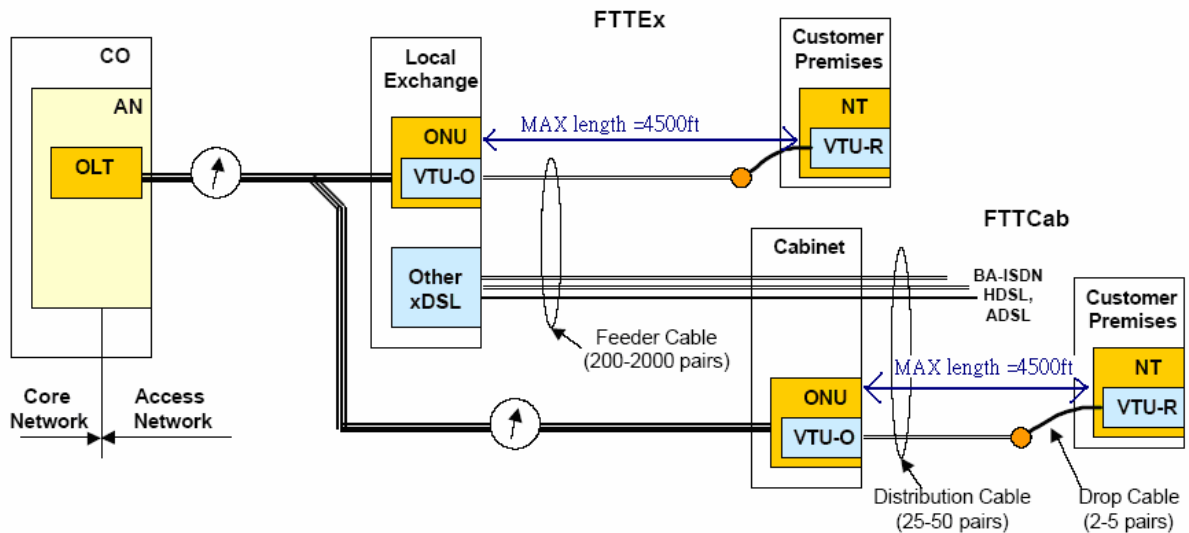 FTTEx
CO
AN
OLT
Local
Exchange
ONU
VTU-O
MAX length =4500ft
Customer
Premises
NT
VTU-R
Other
xDSL
FTTCab
Cabinet
BA-ISDN
HDSL,
ADSL
Feeder Cable
(200-2000 pairs)
Customer
Premises
MAX length =4500ft
NT
VTU-R
ONU
VTU-O
Core
Network
Access
Network
Distribution Cable
(25-50 pairs)
Drop Cable
(2-5 pairs)